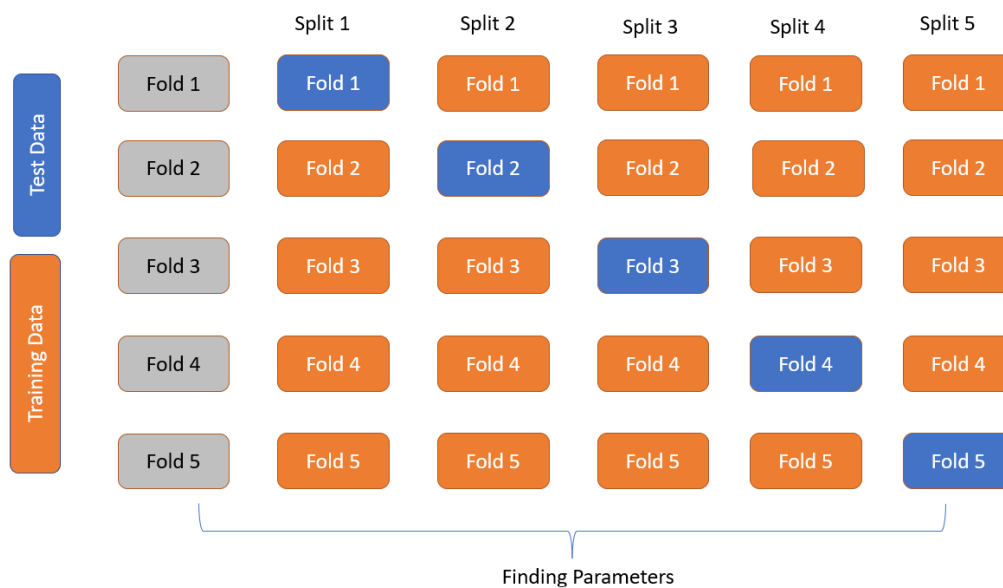 Split 1 Split 2 Split 3 Split 4 Split 5
Test Data
Training Data
Fold 1 Fold 1 Fold 1 Fold 1 Fold 1 Fold 1
Fold 2 Fold 2 Fold 2 Fold 2 Fold 2 Fold 2
Fold 3 Fold 3 Fold 3 Fold 3 Fold 3 Fold 3
Fold 4 Fold 4 Fold 4 Fold 4 Fold 4 Fold 4
Fold 5 Fold 5 Fold 5 Fold 5 Fold 5 Fold 5
Finding Parameters